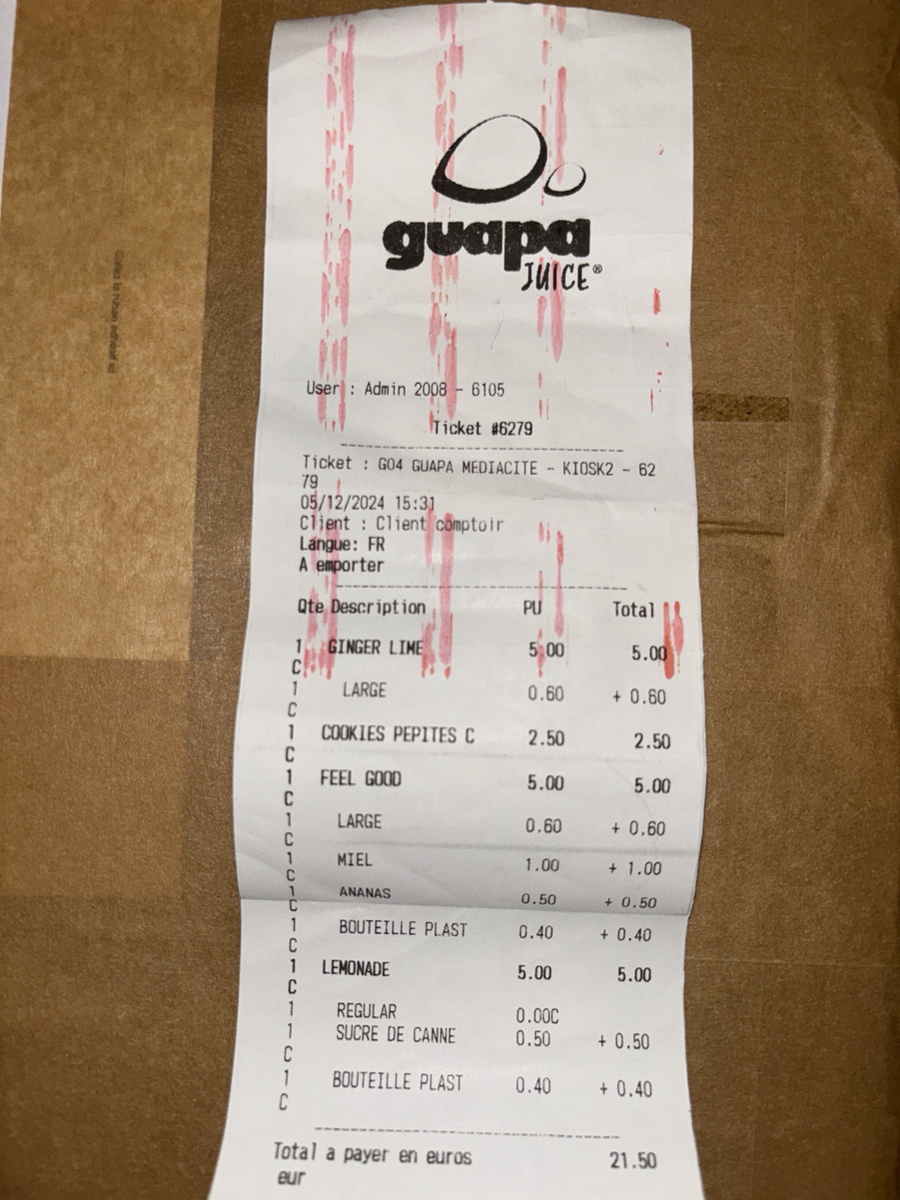 guapa
JUICE®
User : Admin 2008 - 6105
Ticket #6279
Ticket : GO4 GUAPA MEDIACITE - KIOSK2 - 62
79
05/12/2024 15:31
Client : Client comptoir
Langue: FR
A emporter
Qte Description PU Total
1 GINGER LIME 5.00 5.00
C
1 LARGE 0.60 + 0.60
C
1 COOKIES PEPITES C 2.50 2.50
C
1 FEEL GOOD 5.00 5.00
C
1 LARGE 0.60 + 0.60
C
1 MIEL 1.00 + 1.00
C
1 ANANAS 0.50 + 0.50
C
1 BOUTEILLE PLAST 0.40 + 0.40
C
1 LEMONADE 5.00 5.00
C
1 REGULAR 0.00C
1 SUCRE DE CANNE 0.50 + 0.50
C
1 BOUTEILLE PLAST 0.40 + 0.40
C
Total a payer en euros 21.50
eur